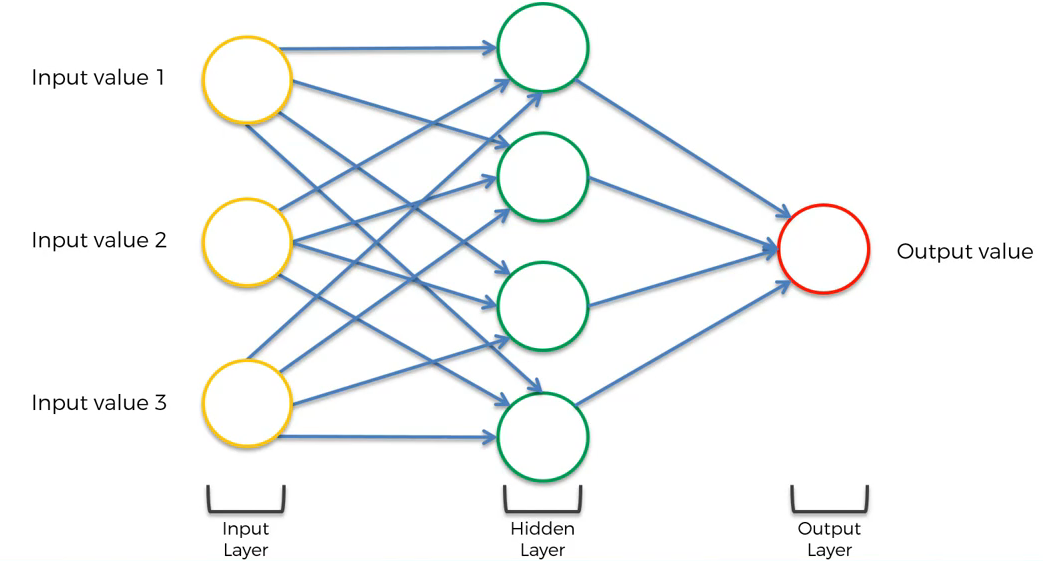 Input value 1
Input value 2
Output value
Input value 3
Input
Layer
Hidden
Layer
Output
Layer